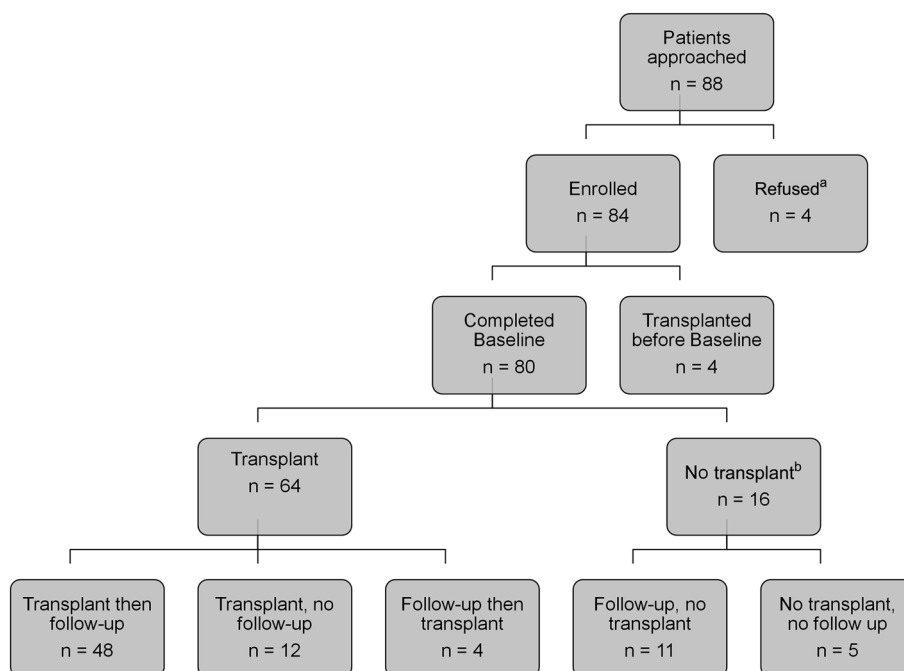 Patients
approached
n = 88
Enrolled
n = 84
Refusedᵃ
n = 4
Completed
Baseline
n = 80
Transplanted
before Baseline
n = 4
Transplant
n = 64
No transplantᵇ
n = 16
Transplant then
follow-up
n = 48
Transplant, no
follow-up
n = 12
Follow-up then
transplant
n = 4
Follow-up, no
transplant
n = 11
No transplant,
no follow up
n = 5